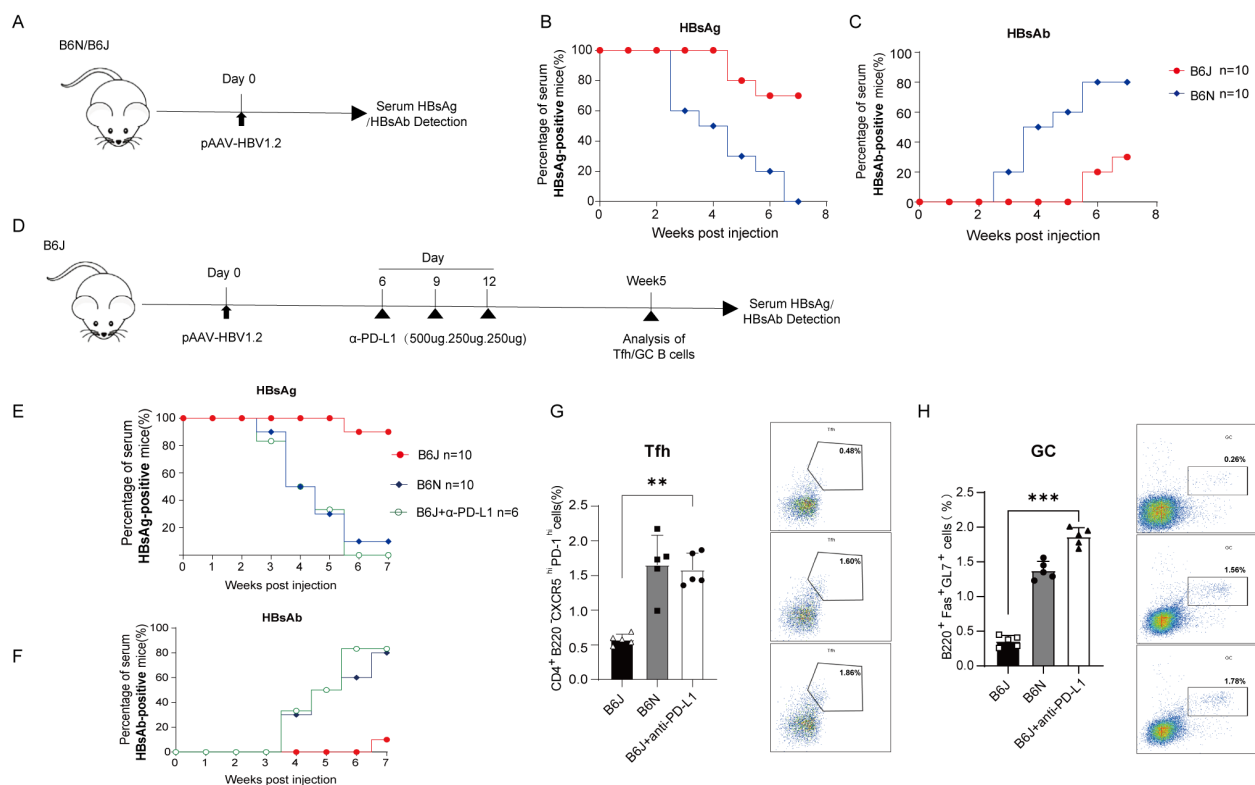 A
B6N/B6J
Day 0
pAAV-HBV1.2
Serum HBsAg
/HBsAb Detection
B
HBsAg
Percentage of serum
HBsAg-positive mice(%)
100
80
60
40
20
0
0 2 4 6 8
Weeks post injection
C
HBsAb
Percentage of serum
HBsAb-positive mice(%)
100
80
60
40
20
0
0 2 4 6 8
Weeks post injection
B6J n=10
B6N n=10
D
B6J
Day 0
pAAV-HBV1.2
Day
6 9 12
α-PD-L1（500ug.250ug.250ug)
Week5
Analysis of
Tfh/GC B cells
Serum HBsAg/
HBsAb Detection
E
HBsAg
Percentage of serum
HBsAg-positive mice(%)
100
80
60
40
20
0 1 2 3 4 5 6 7
Weeks post injection
B6J n=10
B6N n=10
B6J+α-PD-L1 n=6
F
HBsAb
Percentage of serum
HBsAb-positive mice(%)
100
80
60
40
20
0
0 1 2 3 4 5 6 7
Weeks post injection
G
Tfh
CD4+ B220-CXCR5 hi PD-1 hi cells(%)
2.5
2.0
1.5
1.0
0.5
0.0
**
B6J
B6N
B6J+anti-PD-L1
Tfh
0.48%
Tfh
1.60%
Tfh
1.86%
H
GC
B220+ Fas+GL7+ cells（%）
2.5
2.0
1.5
1.0
0.5
0.0
***
B6J
B6N
B6J+anti-PD-L1
GC
0.26%
GC
1.56%
GC
1.78%